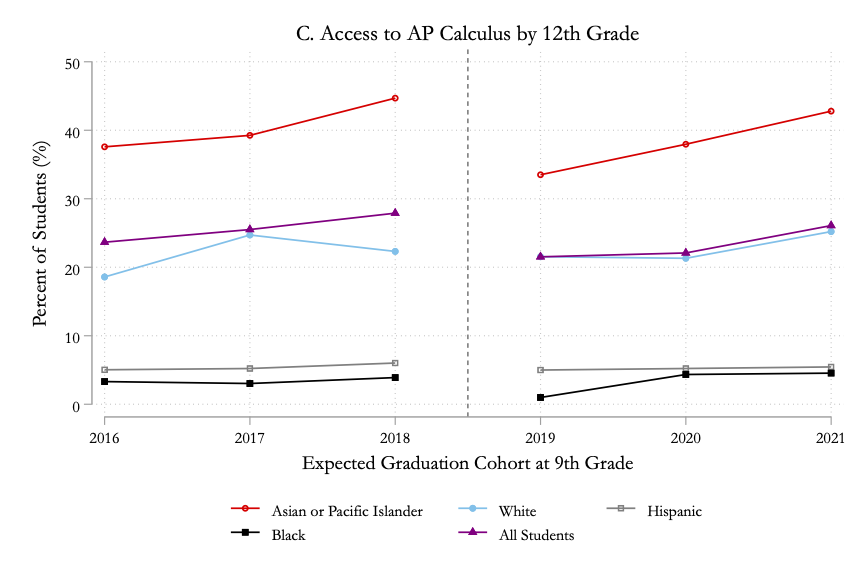 C. Access to AP Calculus by 12th Grade
Percent of Students (%)
50
40
30
20
10
0
2016 2017 2018 2019 2020 2021
Expected Graduation Cohort at 9th Grade
Asian or Pacific Islander White Hispanic
Black All Students